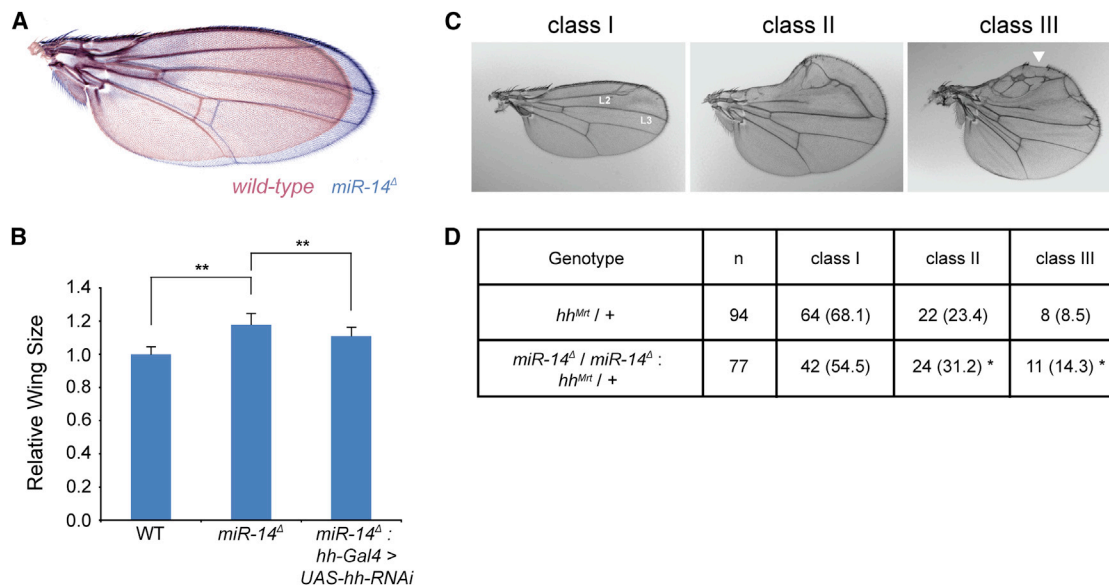 A
wild-type miR-14Δ
B
**
**
1.4
1.2
1.0
0.8
0.6
0.4
0.2
0.0
Relative Wing Size
WT
miR-14Δ
miR-14Δ :
hh-Gal4 >
UAS-hh-RNAi
C
class I class II class III
L2
L3
D
Genotype n class I class II class III
hhMrt / + 94 64 (68.1) 22 (23.4) 8 (8.5)
miR-14Δ / miR-14Δ :
hhMrt / + 77 42 (54.5) 24 (31.2) * 11 (14.3) *